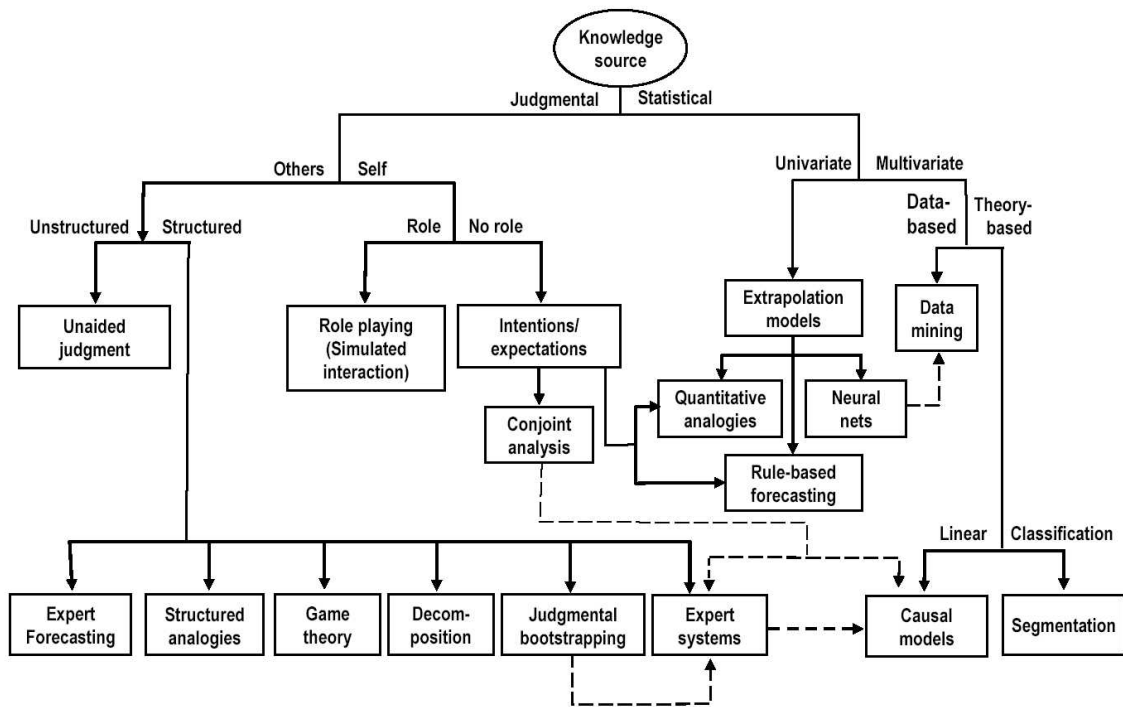 Knowledge
source
Judgmental
Statistical
Others
Self
Univariate
Multivariate
Unstructured
Structured
Role
No role
Data-
based
Theory-
based
Unaided
judgment
Role playing
(Simulated
interaction)
Intentions/
expectations
Extrapolation
models
Data
mining
Conjoint
analysis
Quantitative
analogies
Neural
nets
Rule-based
forecasting
Linear
Classification
Expert
Forecasting
Structured
analogies
Game
theory
Decom-
position
Judgmental
bootstrapping
Expert
systems
Causal
models
Segmentation